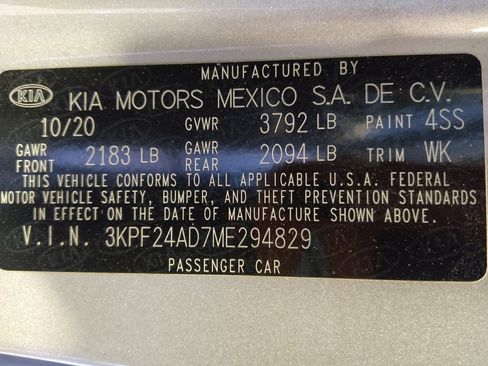 MANUFACTURED BY
KIA KIA MOTORS MEXICO S.A. DE C.V.
10/20 GVWR 3792 LB PAINT 4SS
GAWR FRONT 2183 LB GAWR REAR 2094 LB TRIM WK
THIS VEHICLE CONFORMS TO ALL APPLICABLE U.S.A. FEDERAL
MOTOR VEHICLE SAFETY, BUMPER, AND THEFT PREVENTION STANDARDS
IN EFFECT ON THE DATE OF MANUFACTURE SHOWN ABOVE.
V.I.N. 3KPF24AD7ME294829
PASSENGER CAR